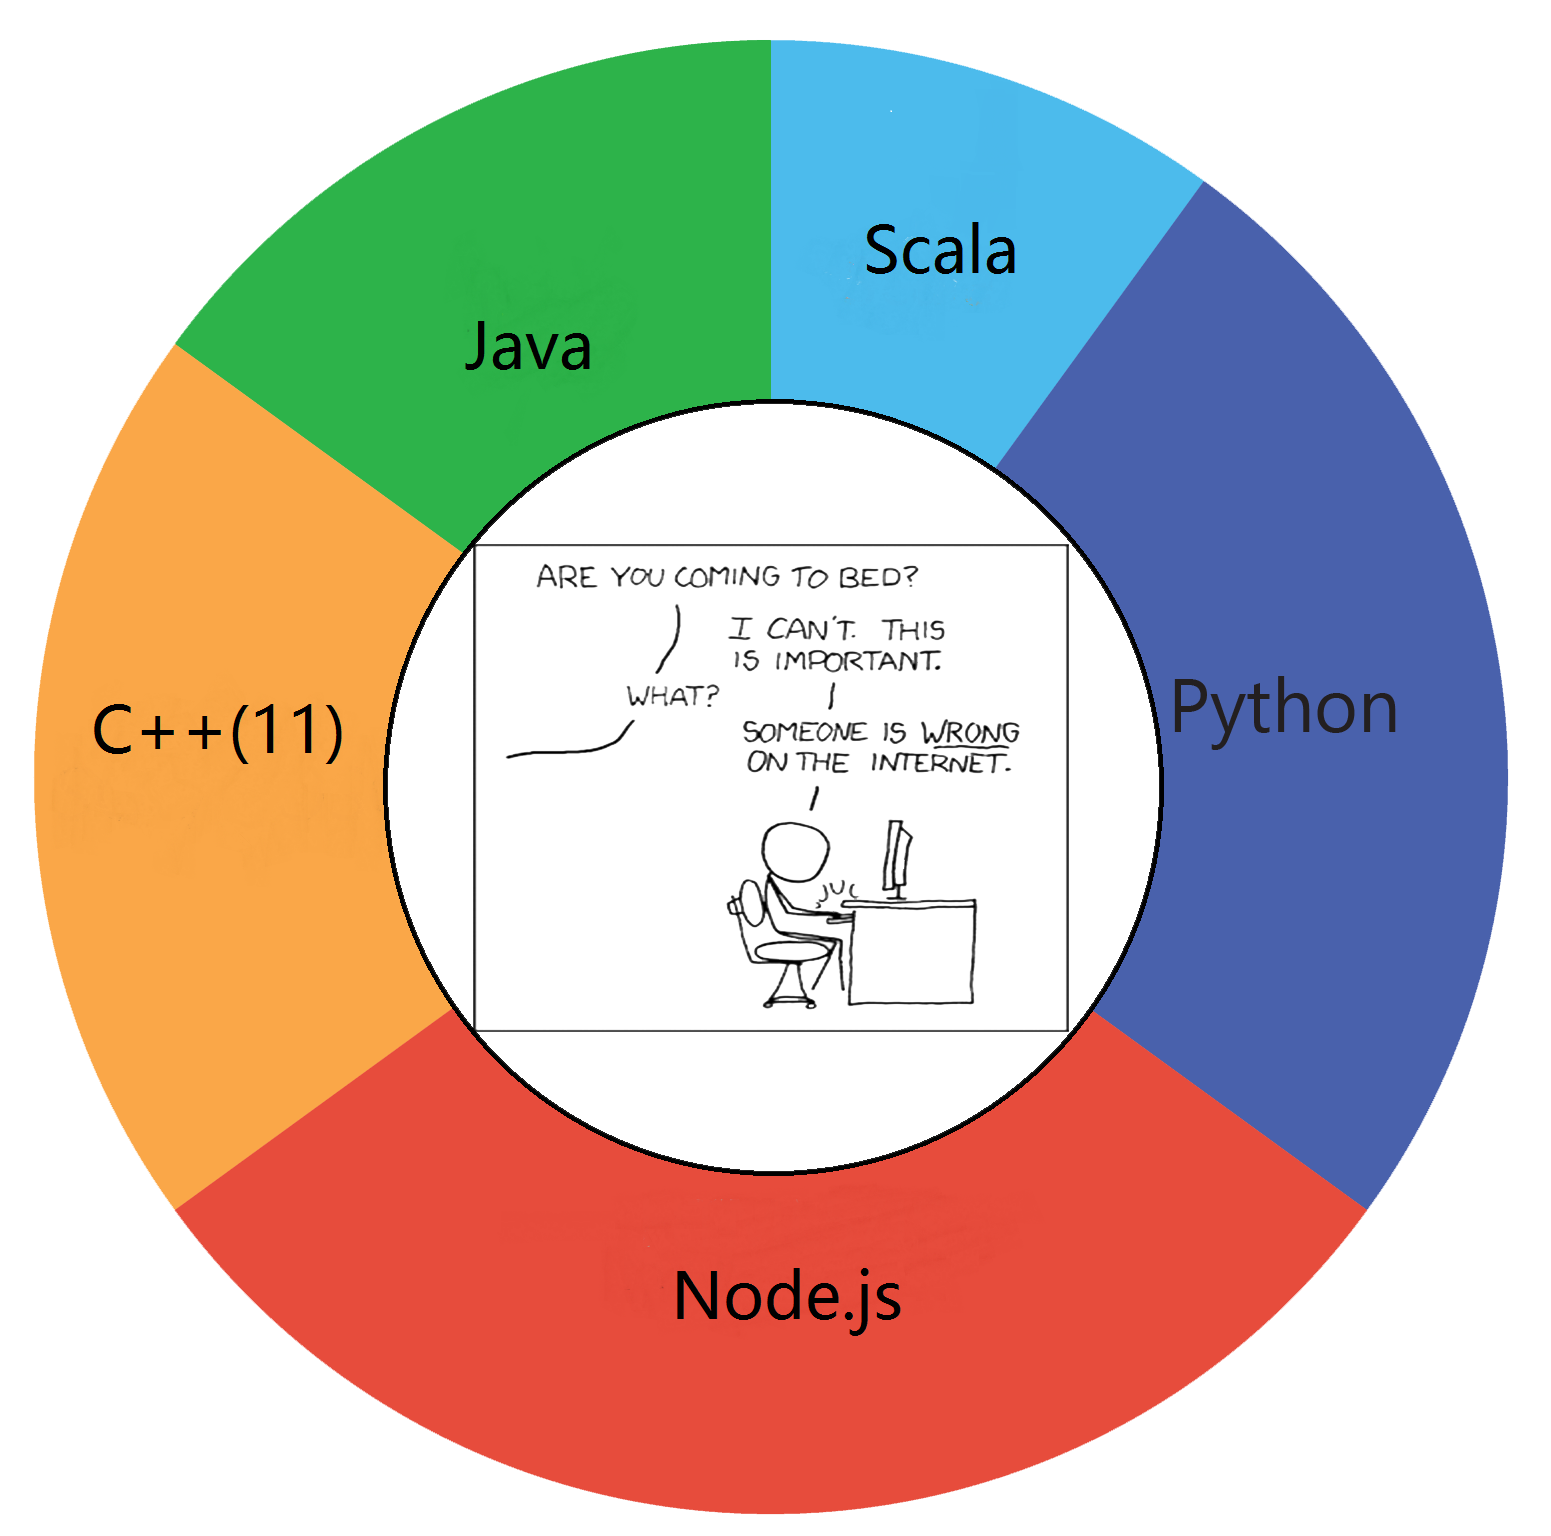 Scala
Java
ARE YOU COMING TO BED?
I CAN'T. THIS
IS IMPORTANT.
WHAT?
SOMEONE IS WRONG
ON THE INTERNET.
C++(11)
Python
Node.js